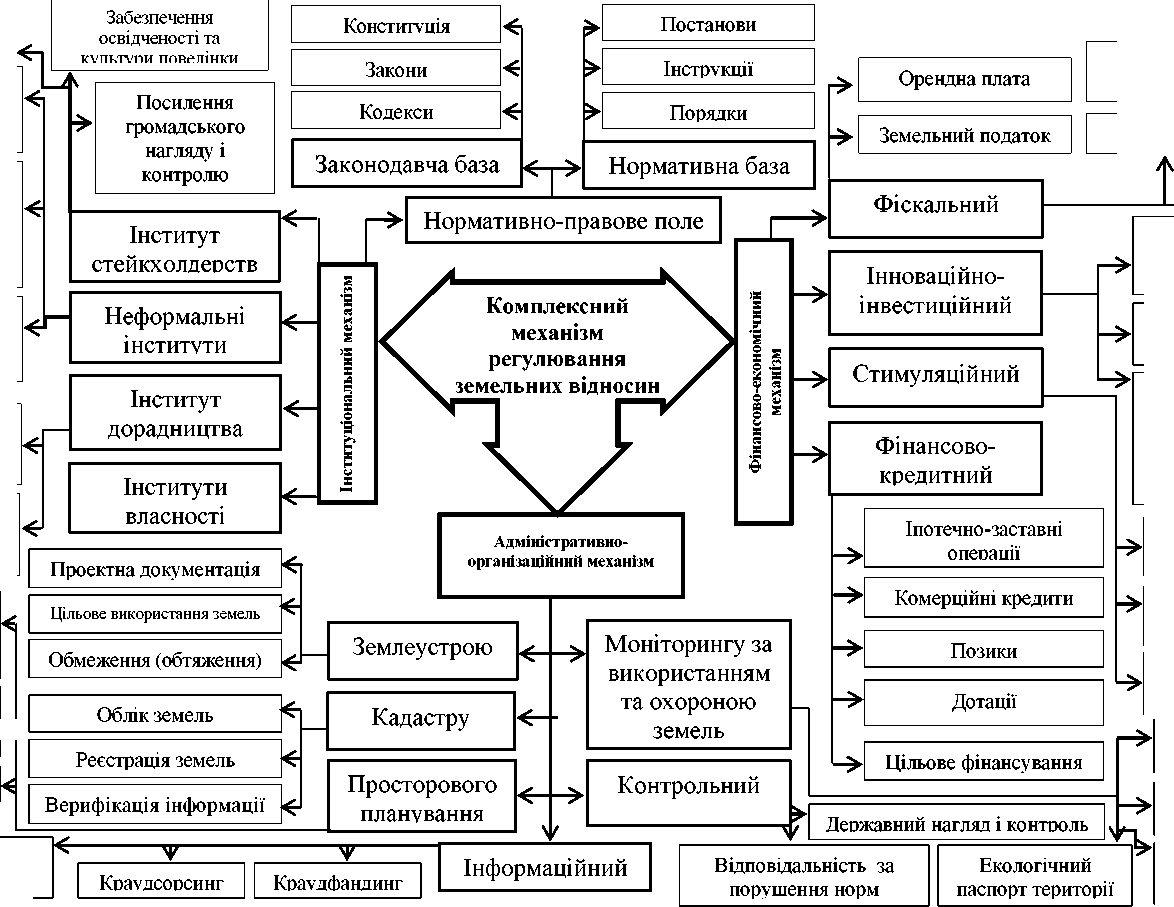 Забезпечення
освідченості та
культури поведінки
Посилення
громадського
нагляду і
контролю
Конституція
Закони
Кодекси
Законодавча база
Постанови
Інструкції
Порядки
Нормативна база
Нормативно-правове поле
Орендна плата
Земельний податок
Фіскальний
Інноваційно-
інвестиційний
Стимуляційний
Фінансово-
кредитний
Інститут
стейкхолдерств
Неформальні
інститути
Інститут
дорадництва
Інститути
власності
Інституціональний механізм
Комплексний
механізм
регулювання
земельних відносин
Фінансово-економічний
механізм
Адміністративно-
організаційний механізм
Іпотечно-заставні
операції
Комерційні кредити
Позики
Дотації
Цільове фінансування
Проектна документація
Цільове використання земель
Обмеження (обтяження)
Облік земель
Реєстрація земель
Верифікація інформації
Землеустрою
Кадастру
Просторового
планування
Моніторингу за
використанням
та охороною
земель
Контрольний
Державний нагляд і контроль
Інформаційний
Краудсорсинг
Краудфандинг
Відповідальність за
порушення норм
Екологічний
паспорт території